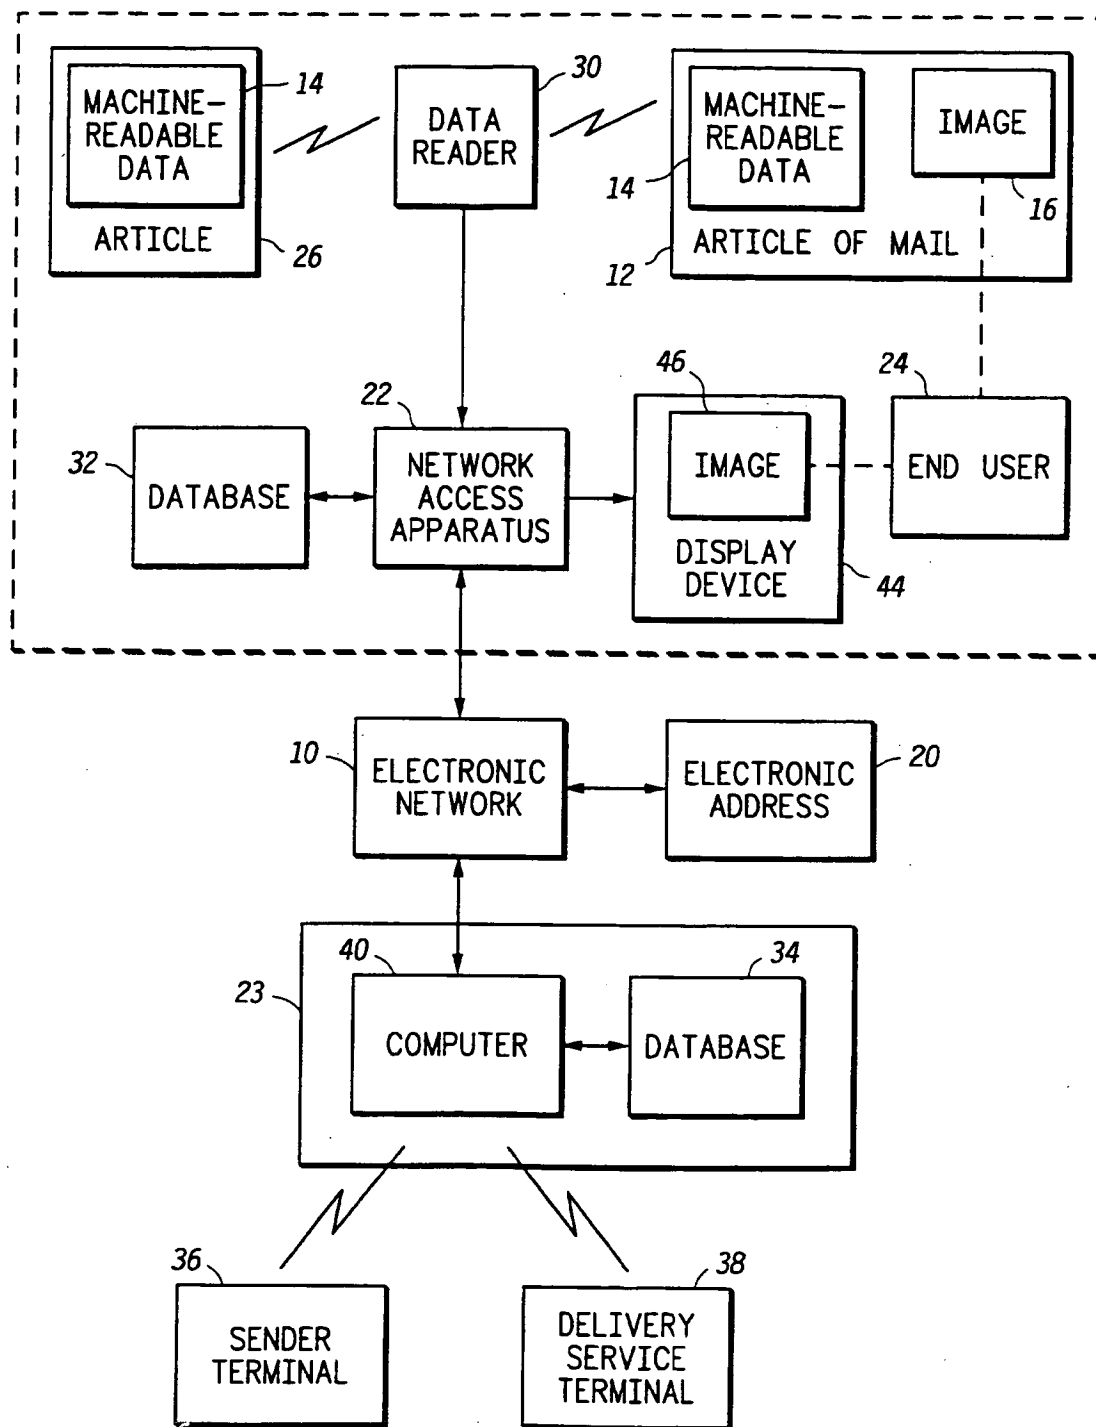 14
MACHINE-
READABLE
DATA
ARTICLE
26
30
DATA
READER
MACHINE-
READABLE
DATA
14
IMAGE
16
ARTICLE OF MAIL
12
32
DATABASE
22
NETWORK
ACCESS
APPARATUS
46
IMAGE
DISPLAY
DEVICE
44
24
END USER
10
ELECTRONIC
NETWORK
ELECTRONIC
ADDRESS
20
23
40
COMPUTER
34
DATABASE
36
SENDER
TERMINAL
38
DELIVERY
SERVICE
TERMINAL